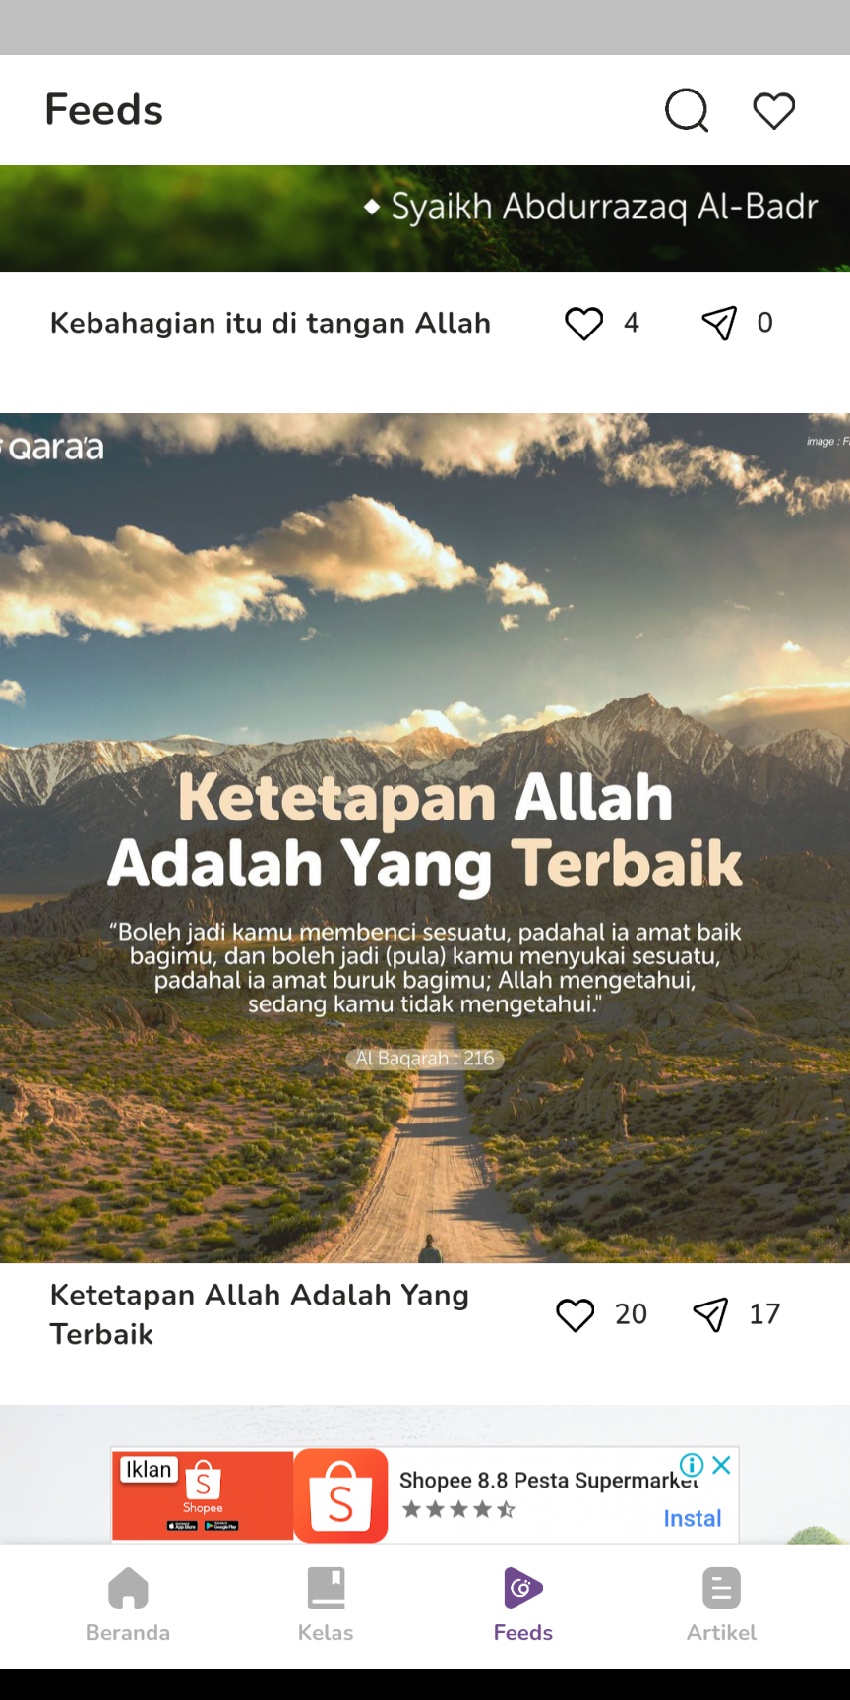 Feeds
Syaikh Abdurrazaq Al-Badr
Kebahagian itu di tangan Allah
4
0
Qara'a
image : F
Ketetapan Allah
Adalah Yang Terbaik
"Boleh jadi kamu membenci sesuatu, padahal ia amat baik
bagimu, dan boleh jadi (pula) kamu menyukai sesuatu,
padahal ia amat buruk bagimu; Allah mengetahui,
sedang kamu tidak mengetahui."
Al Baqarah : 216
Ketetapan Allah Adalah Yang
Terbaik
20
17
Iklan
Shopee
Shopee 8.8 Pesta Supermarket
Instal
Beranda
Kelas
Feeds
Artikel